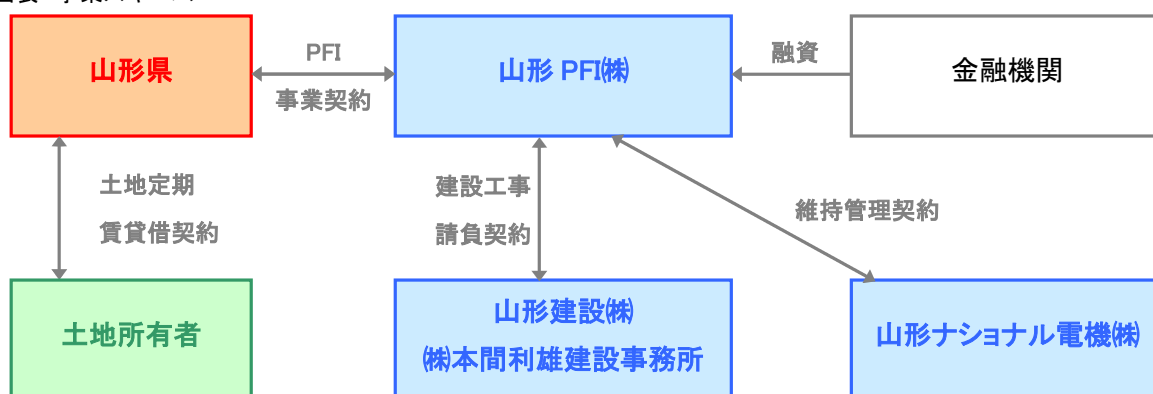 山形県
PFI
事業契約
山形 PFI㈱
融資
金融機関
土地定期
賃貸借契約
建設工事
請負契約
維持管理契約
土地所有者
山形建設㈱
㈱本間利雄建設事務所
山形ナショナル電機㈱